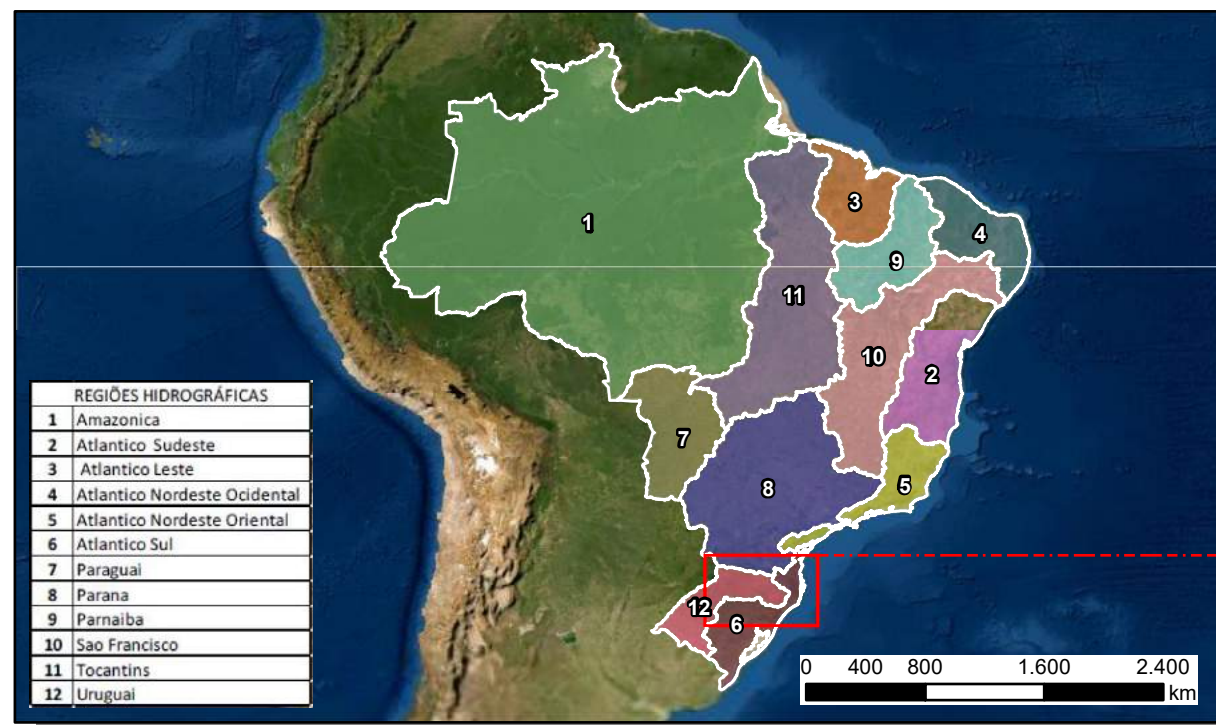 1
3
4
9
11
10
2
7
8
5
12
6
REGIÕES HIDROGRÁFICAS
1 Amazonica
2 Atlantico Sudeste
3 Atlantico Leste
4 Atlantico Nordeste Ocidental
5 Atlantico Nordeste Oriental
6 Atlantico Sul
7 Paraguai
8 Parana
9 Parnaiba
10 Sao Francisco
11 Tocantins
12 Uruguai
0 400 800 1.600 2.400
km